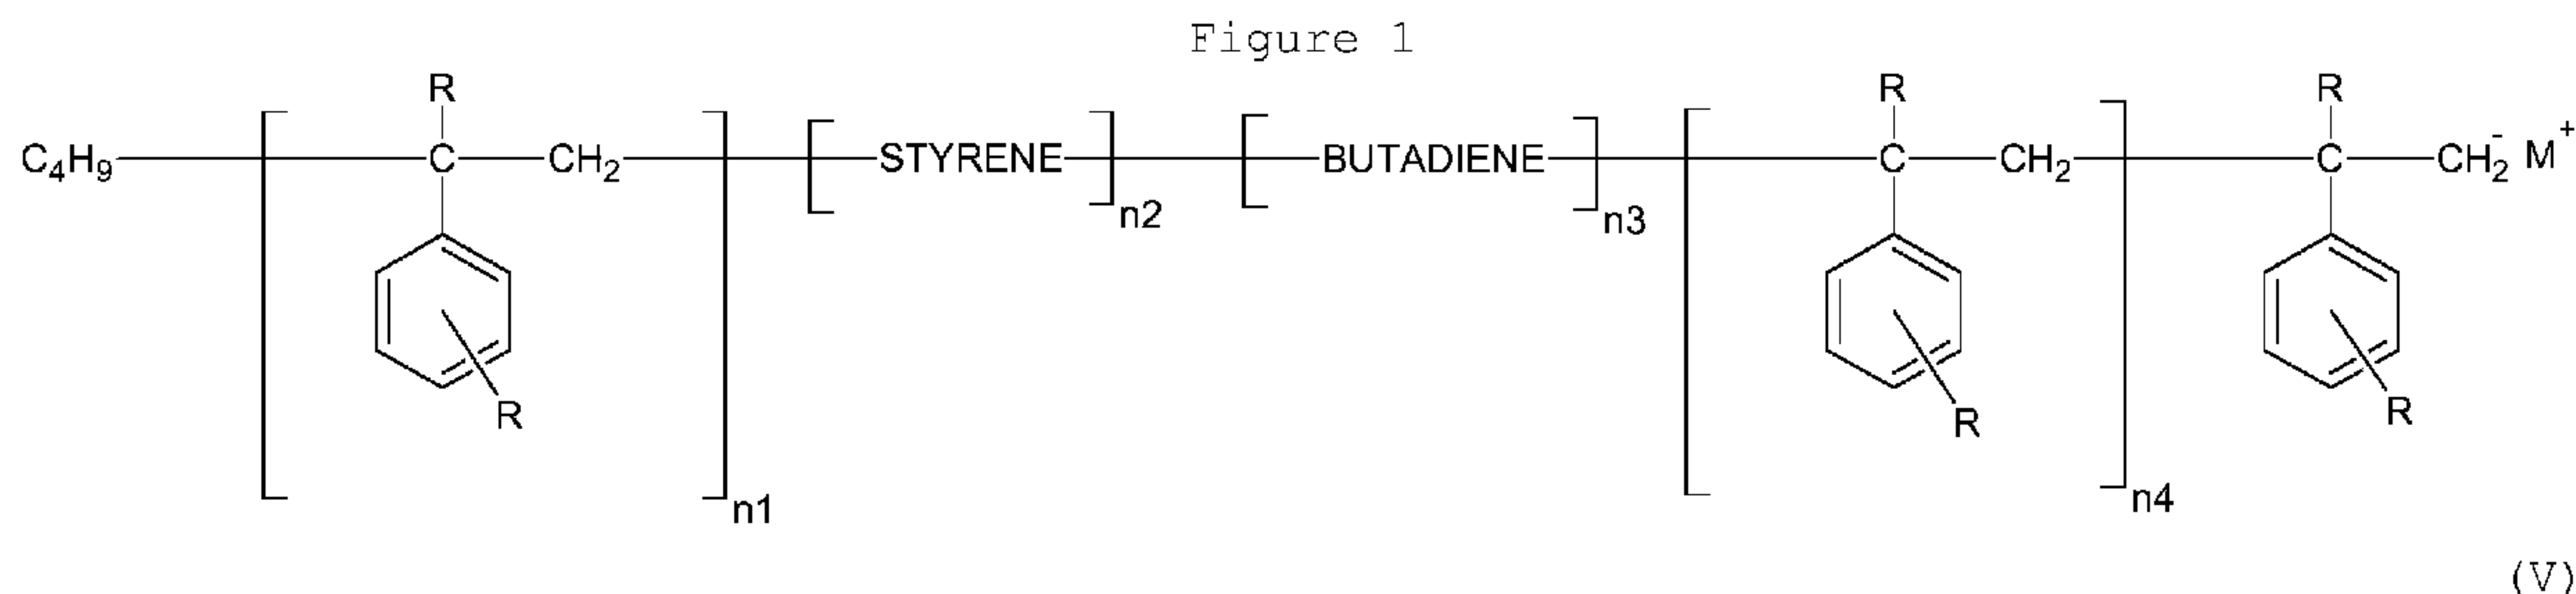 Figure 1
R R R
C4H9 C CH2 STYRENE BUTADIENE C CH2 C CH2- M+
n2 n3
R R R
n1 n4
(V)